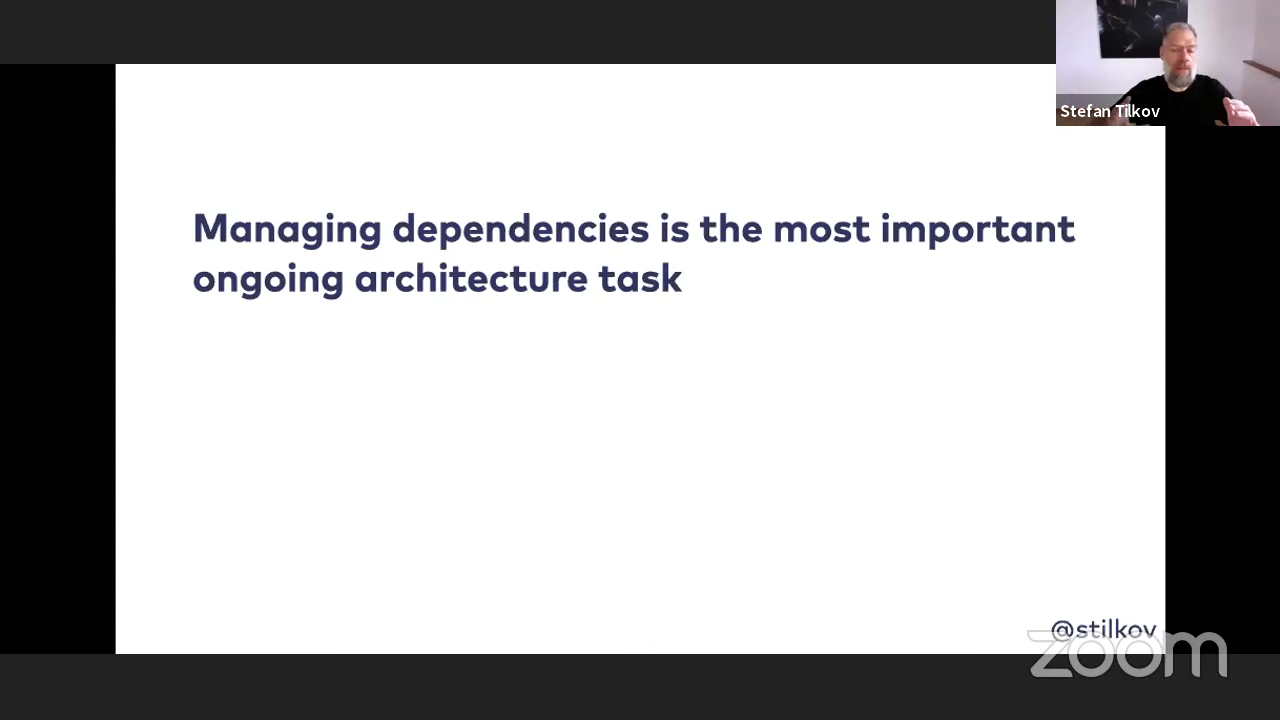 Stefan Tilkov
Managing dependencies is the most important
ongoing architecture task
@stilkov
zoom